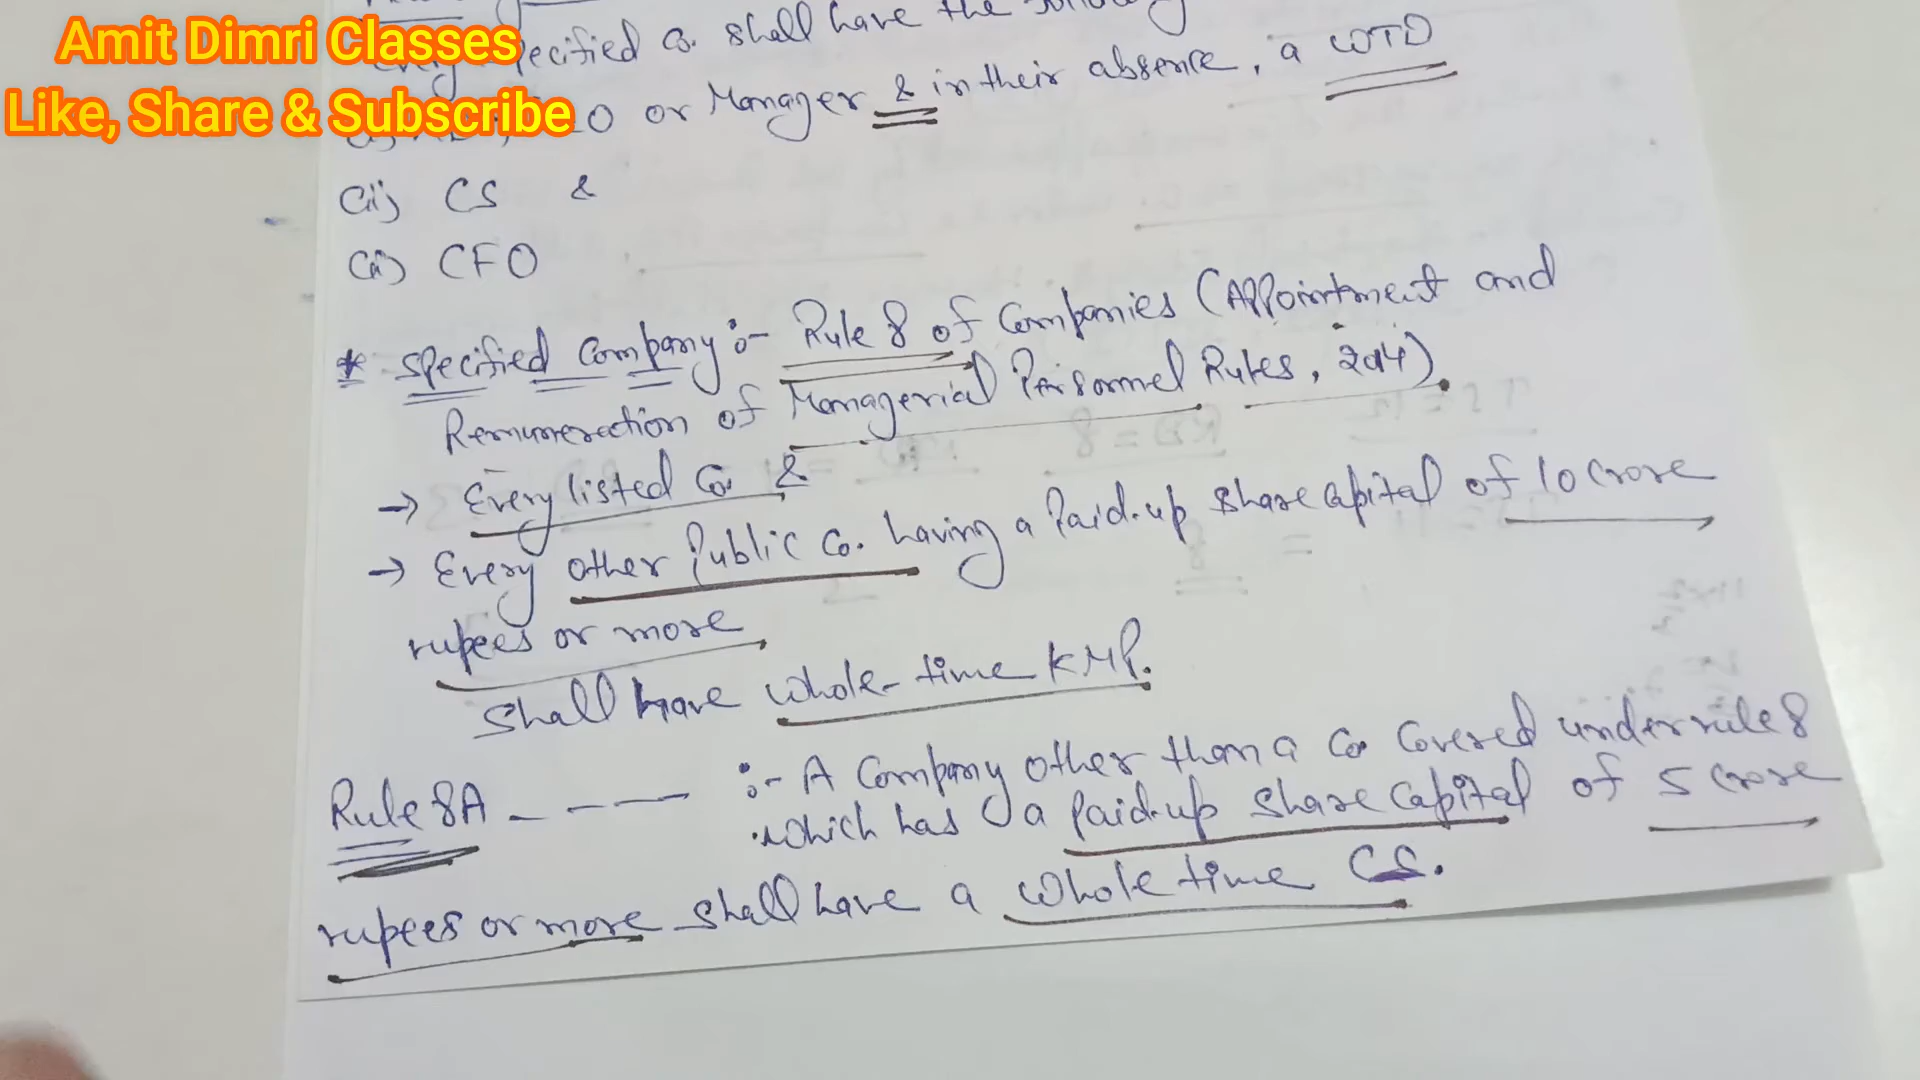 Amit Dimri Classes
Like, Share & Subscribe
specified Co. shall have the following
or Manager & in their absence, a WTD
(ii) CS &
(iii) CFO
* Specified Company :- Rule 8 of Companies (Appointment and
Remuneration of Managerial Personnel Rules, 2014).
→ Every listed Co. &
→ Every other Public Co. having a Paid-up share capital of 10 crore
rupees or more
shall have whole-time KMP.
Rule 8A - - - - :- A Company other than a Co. Covered under rule 8
which has a Paid-up share Capital of 5 crore
rupees or more shall have a whole time CS.